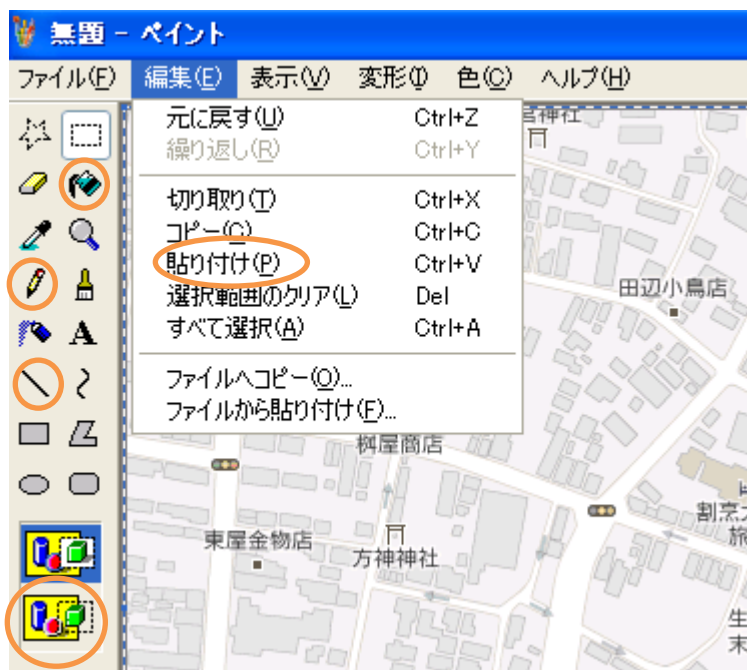 無題 - ペイント
ファイル(F) 編集(E) 表示(V) 変形(I) 色(C) ヘルプ(H)
元に戻す(U) Ctrl+Z
繰り返し(R) Ctrl+Y
切り取り(T) Ctrl+X
コピー(C) Ctrl+C
貼り付け(P) Ctrl+V
選択範囲のクリア(L) Del
すべて選択(A) Ctrl+A
ファイルへコピー(O)...
ファイルから貼り付け(F)...
A
神社
田辺小鳥店
桝屋商店
割烹
旅
東屋金物店
方神神社
生
末